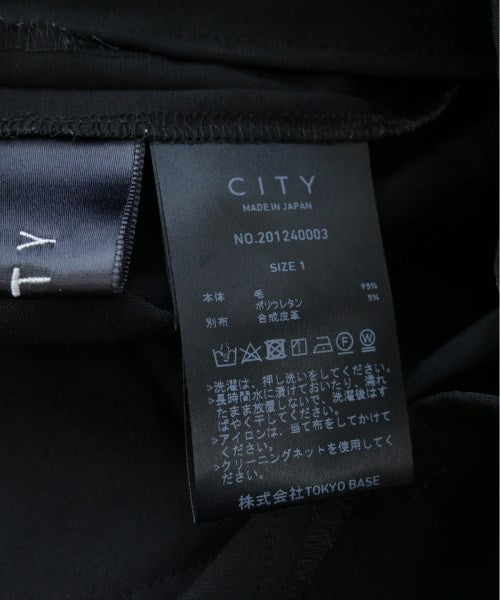 TY
CITY
MADE IN JAPAN
NO.201240003
SIZE 1
本体 毛 95%
ポリウレタン 5%
別布 合成皮革
>洗濯は、押し洗いをしてください。
>長時間水に漬けておいたり、濡れ
たまま放置しないで、洗濯後はす
ばやく干してください。
>アイロンは、当て布をしてかけて
ください。
>クリーニングネットを使用してく
ださい。
株式会社TOKYO BASE